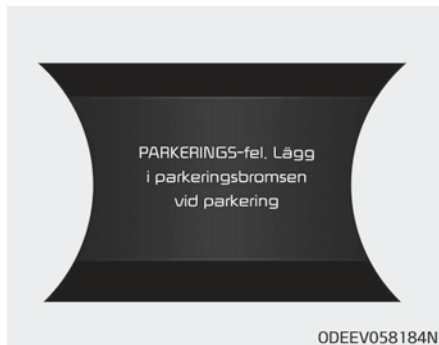 PARKERINGS-fel, Lägg
i parkeringsbromsen
vid parkering
ODEEV058184N